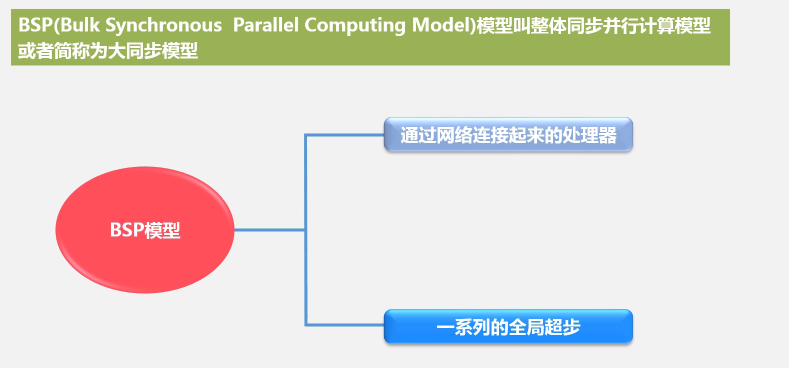 BSP(Bulk Synchronous  Parallel Computing Model)模型叫整体同步并行计算模型
或者简称为大同步模型
通过网络连接起来的处理器
BSP模型
一系列的全局超步